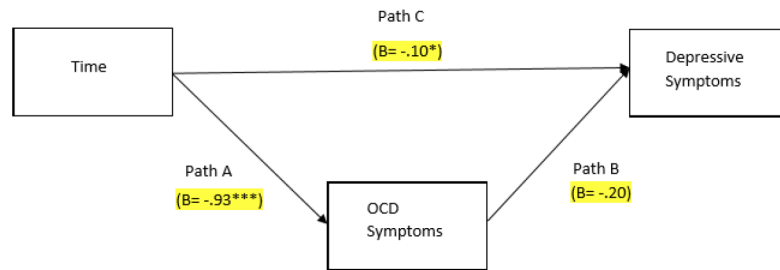 Path C
(B= -.10*)
Time
Depressive
Symptoms
Path A
(B= -.93***)
Path B
(B= -.20)
OCD
Symptoms